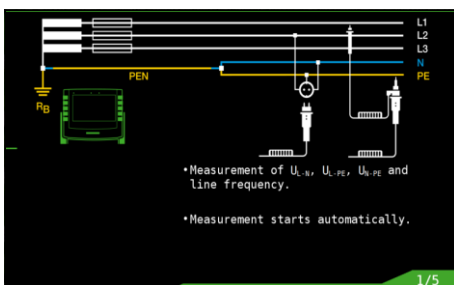 L1
L2
L3
N
PEN
PE
RB
•Measurement of UL-N, UL-PE, UN-PE and
line frequency.
•Measurement starts automatically.
1/5